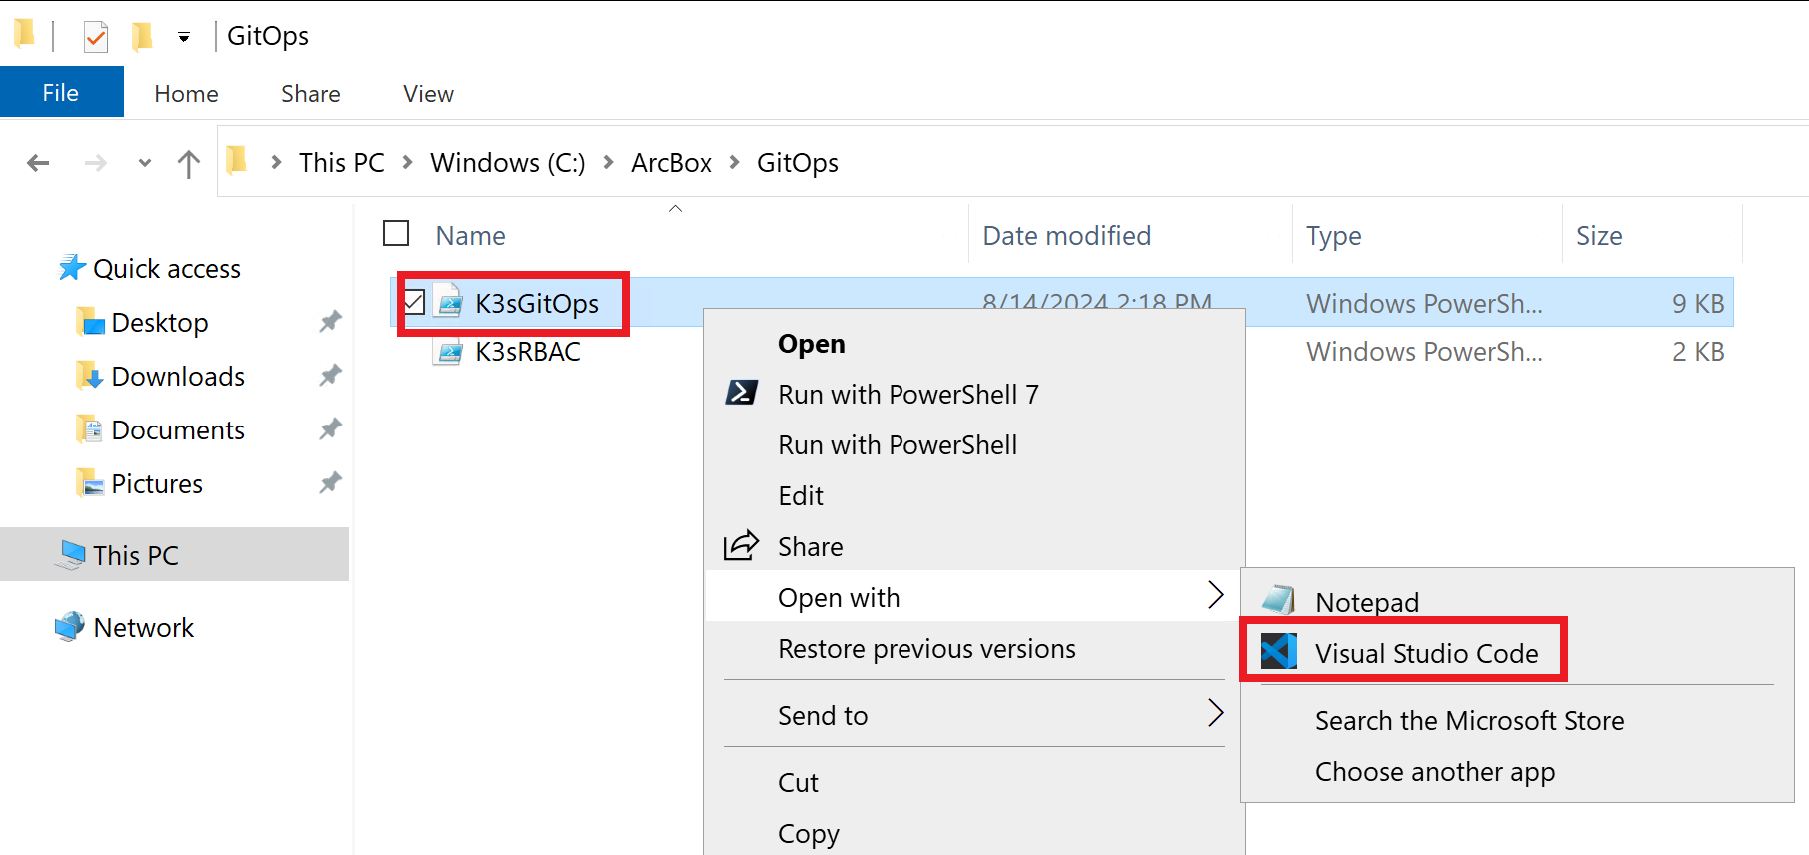 GitOps
File Home Share View
This PC Windows (C:) ArcBox GitOps
Name Date modified Type Size
Quick access
Desktop
Downloads
Documents
Pictures
This PC
Network
K3sGitOps 8/14/2024 2:18 PM Windows PowerSh... 9 KB
K3sRBAC Windows PowerSh... 2 KB
Open
Run with PowerShell 7
Run with PowerShell
Edit
Share
Open with
Restore previous versions
Send to
Cut
Copy
Notepad
Visual Studio Code
Search the Microsoft Store
Choose another app